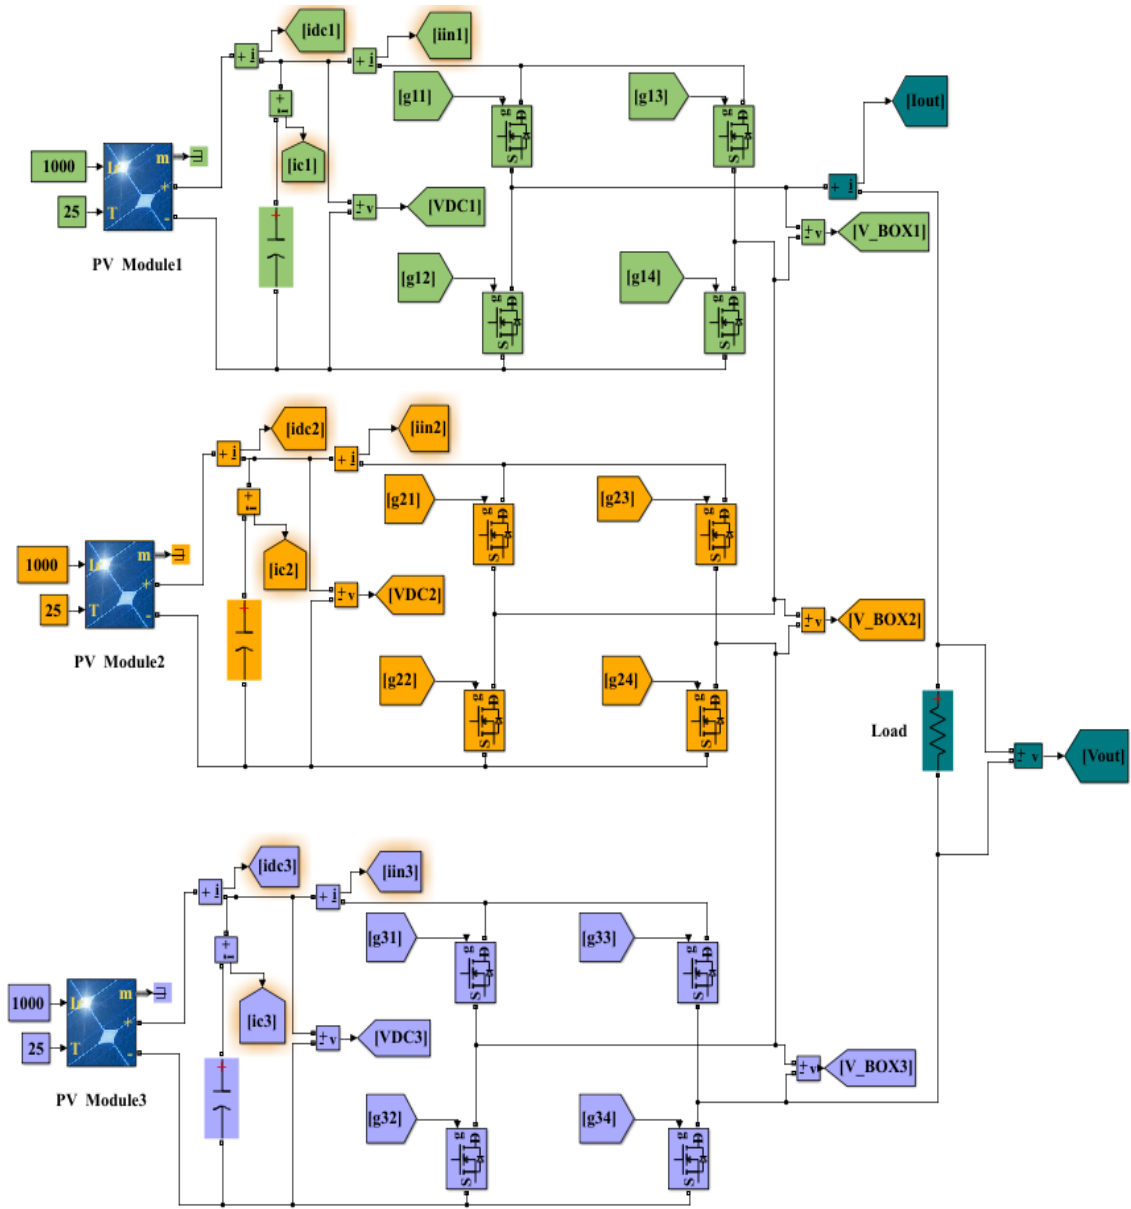 [idc1]
[iin1]
[g11]
[g13]
[Iout]
1000
m
+
-
25
T
[ic1]
[VDC1]
[V_BOX1]
PV Module1
[g12]
[g14]
[idc2]
[iin2]
[g21]
[g23]
1000
m
+
-
25
T
[ic2]
[VDC2]
[V_BOX2]
PV Module2
[g22]
[g24]
Load
[Vout]
[idc3]
[iin3]
[g31]
[g33]
1000
m
+
-
25
T
[ic3]
[VDC3]
[V_BOX3]
PV Module3
[g32]
[g34]